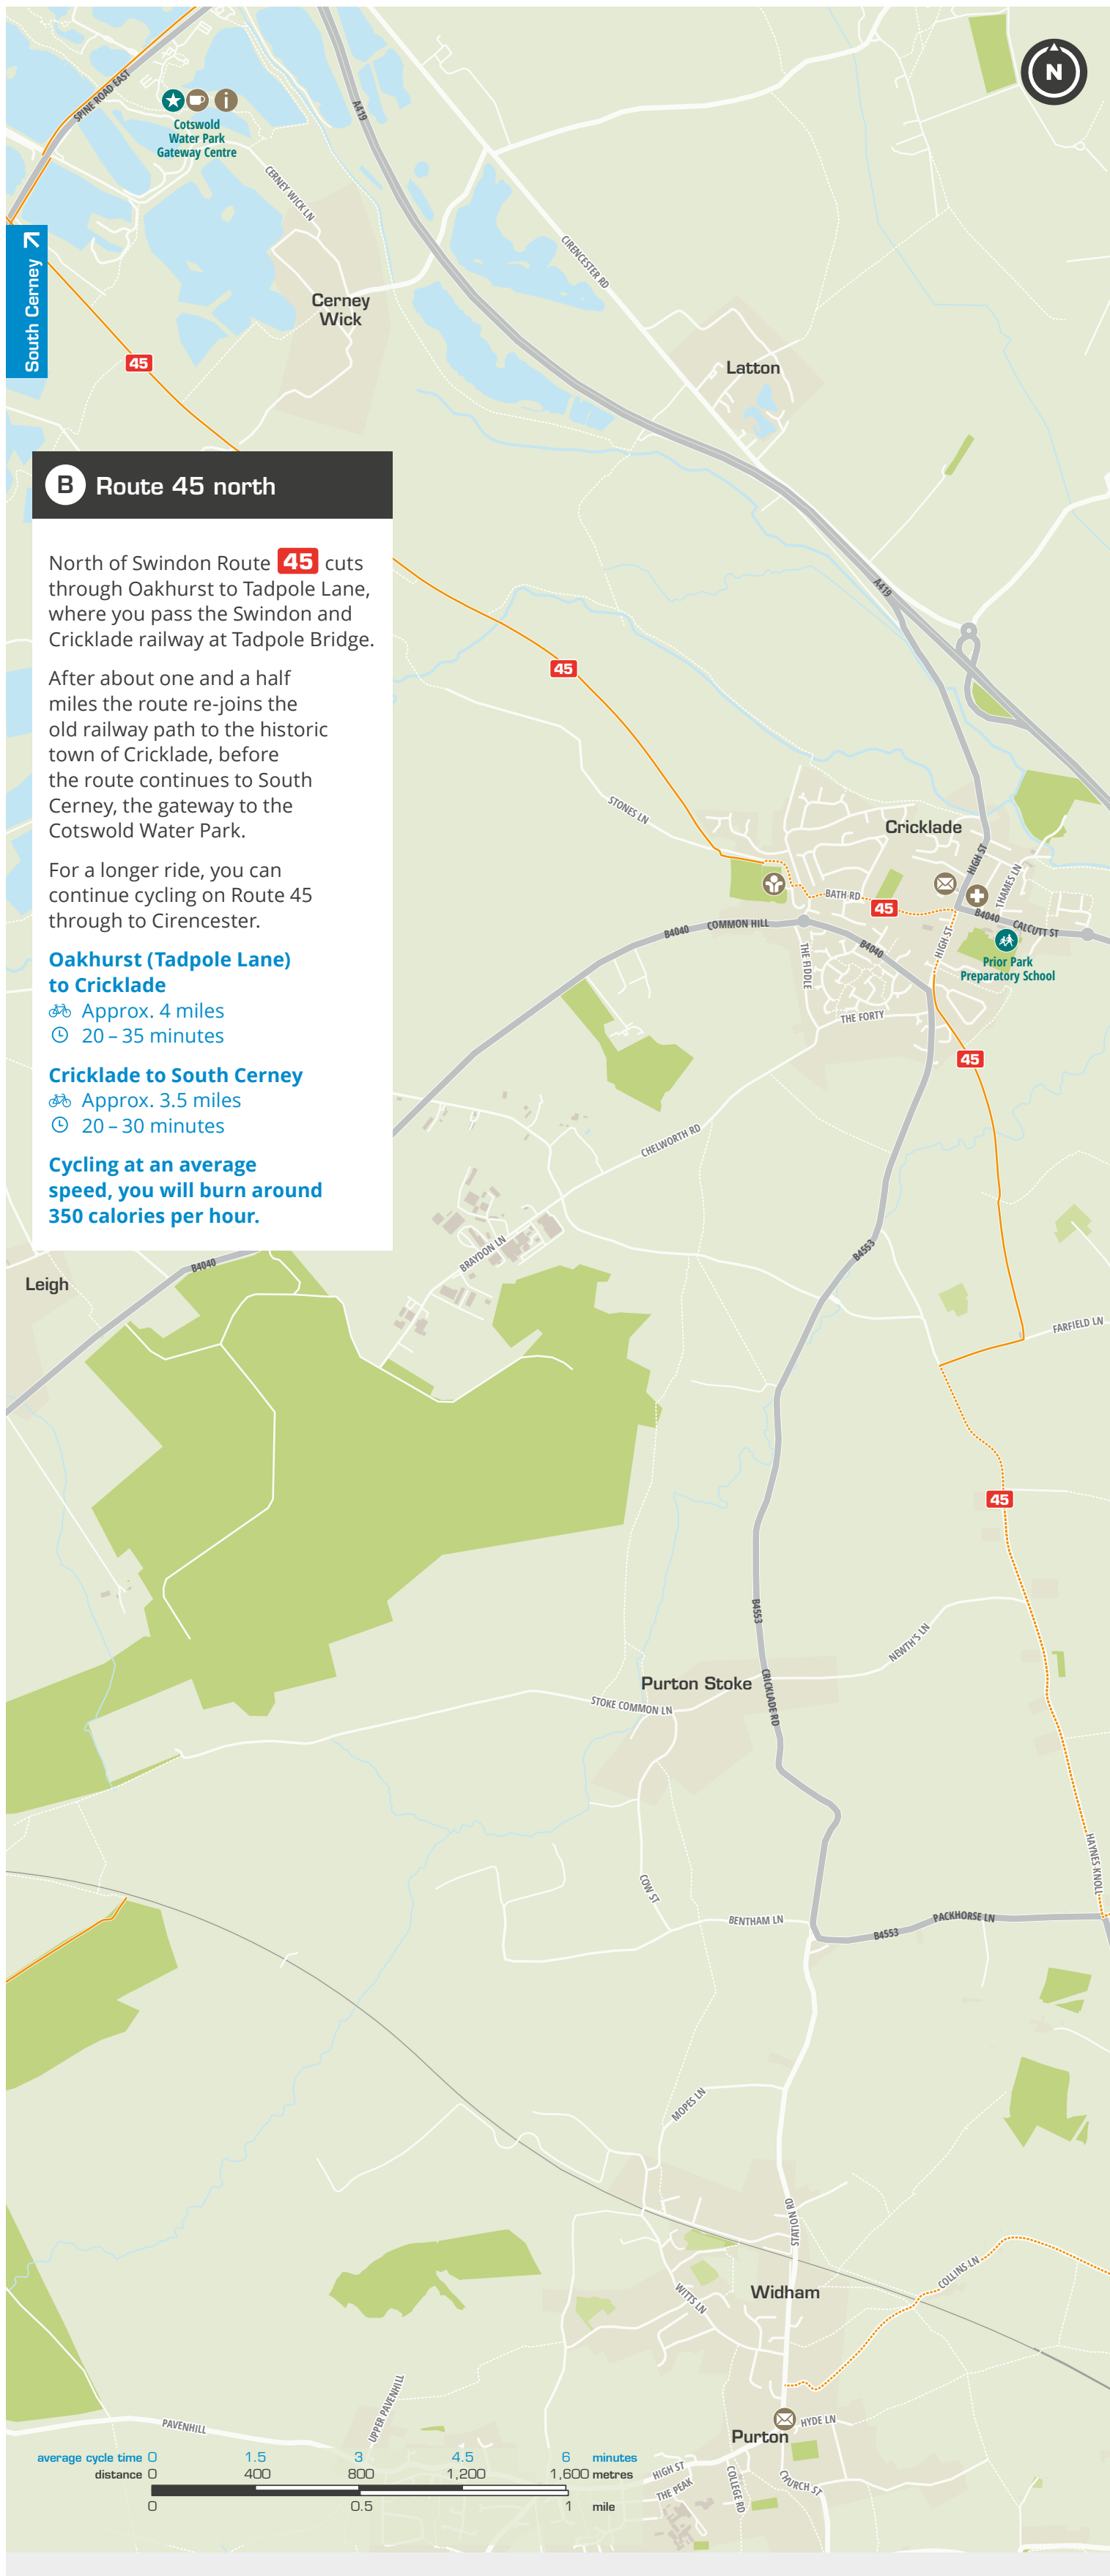 N
SPINE ROAD EAST
A419
Cotswold
Water Park
Gateway Centre
CERNEY WICK LN
South Cerney
CIRENCESTER RD
Cerney
Wick
45
Latton
B Route 45 north
North of Swindon Route 45 cuts
through Oakhurst to Tadpole Lane,
where you pass the Swindon and
Cricklade railway at Tadpole Bridge.
After about one and a half
miles the route re-joins the
old railway path to the historic
town of Cricklade, before
the route continues to South
Cerney, the gateway to the
Cotswold Water Park.
For a longer ride, you can
continue cycling on Route 45
through to Cirencester.
Oakhurst (Tadpole Lane)
to Cricklade
Approx. 4 miles
20 – 35 minutes
Cricklade to South Cerney
Approx. 3.5 miles
20 – 30 minutes
Cycling at an average
speed, you will burn around
350 calories per hour.
A419
45
STONES LN
Cricklade
HIGH ST
THAMES LN
BATH RD
45
B4040
CALCUTT ST
B4040
COMMON HILL
B4040
HIGH ST
THE FIDDLE
Prior Park
Preparatory School
THE FORTY
45
CHELWORTH RD
BRAYDON LN
B4553
B4040
Leigh
FARFIELD LN
45
B4553
NEWTH'S LN
Purton Stoke
CRICKLADE RD
STOKE COMMON LN
HAYNES KNOLL
COW ST
BENTHAM LN
B4553
PACKHORSE LN
MOPES LN
STATION RD
COLLINS LN
WITTS LN
Widham
UPPER PAVENHILL
PAVENHILL
HYDE LN
Purton
HIGH ST
THE PEAK
COLLEGE RD
CHURCH ST
average cycle time 0 1.5 3 4.5 6 minutes
distance 0 400 800 1,200 1,600 metres
0 0.5 1 mile